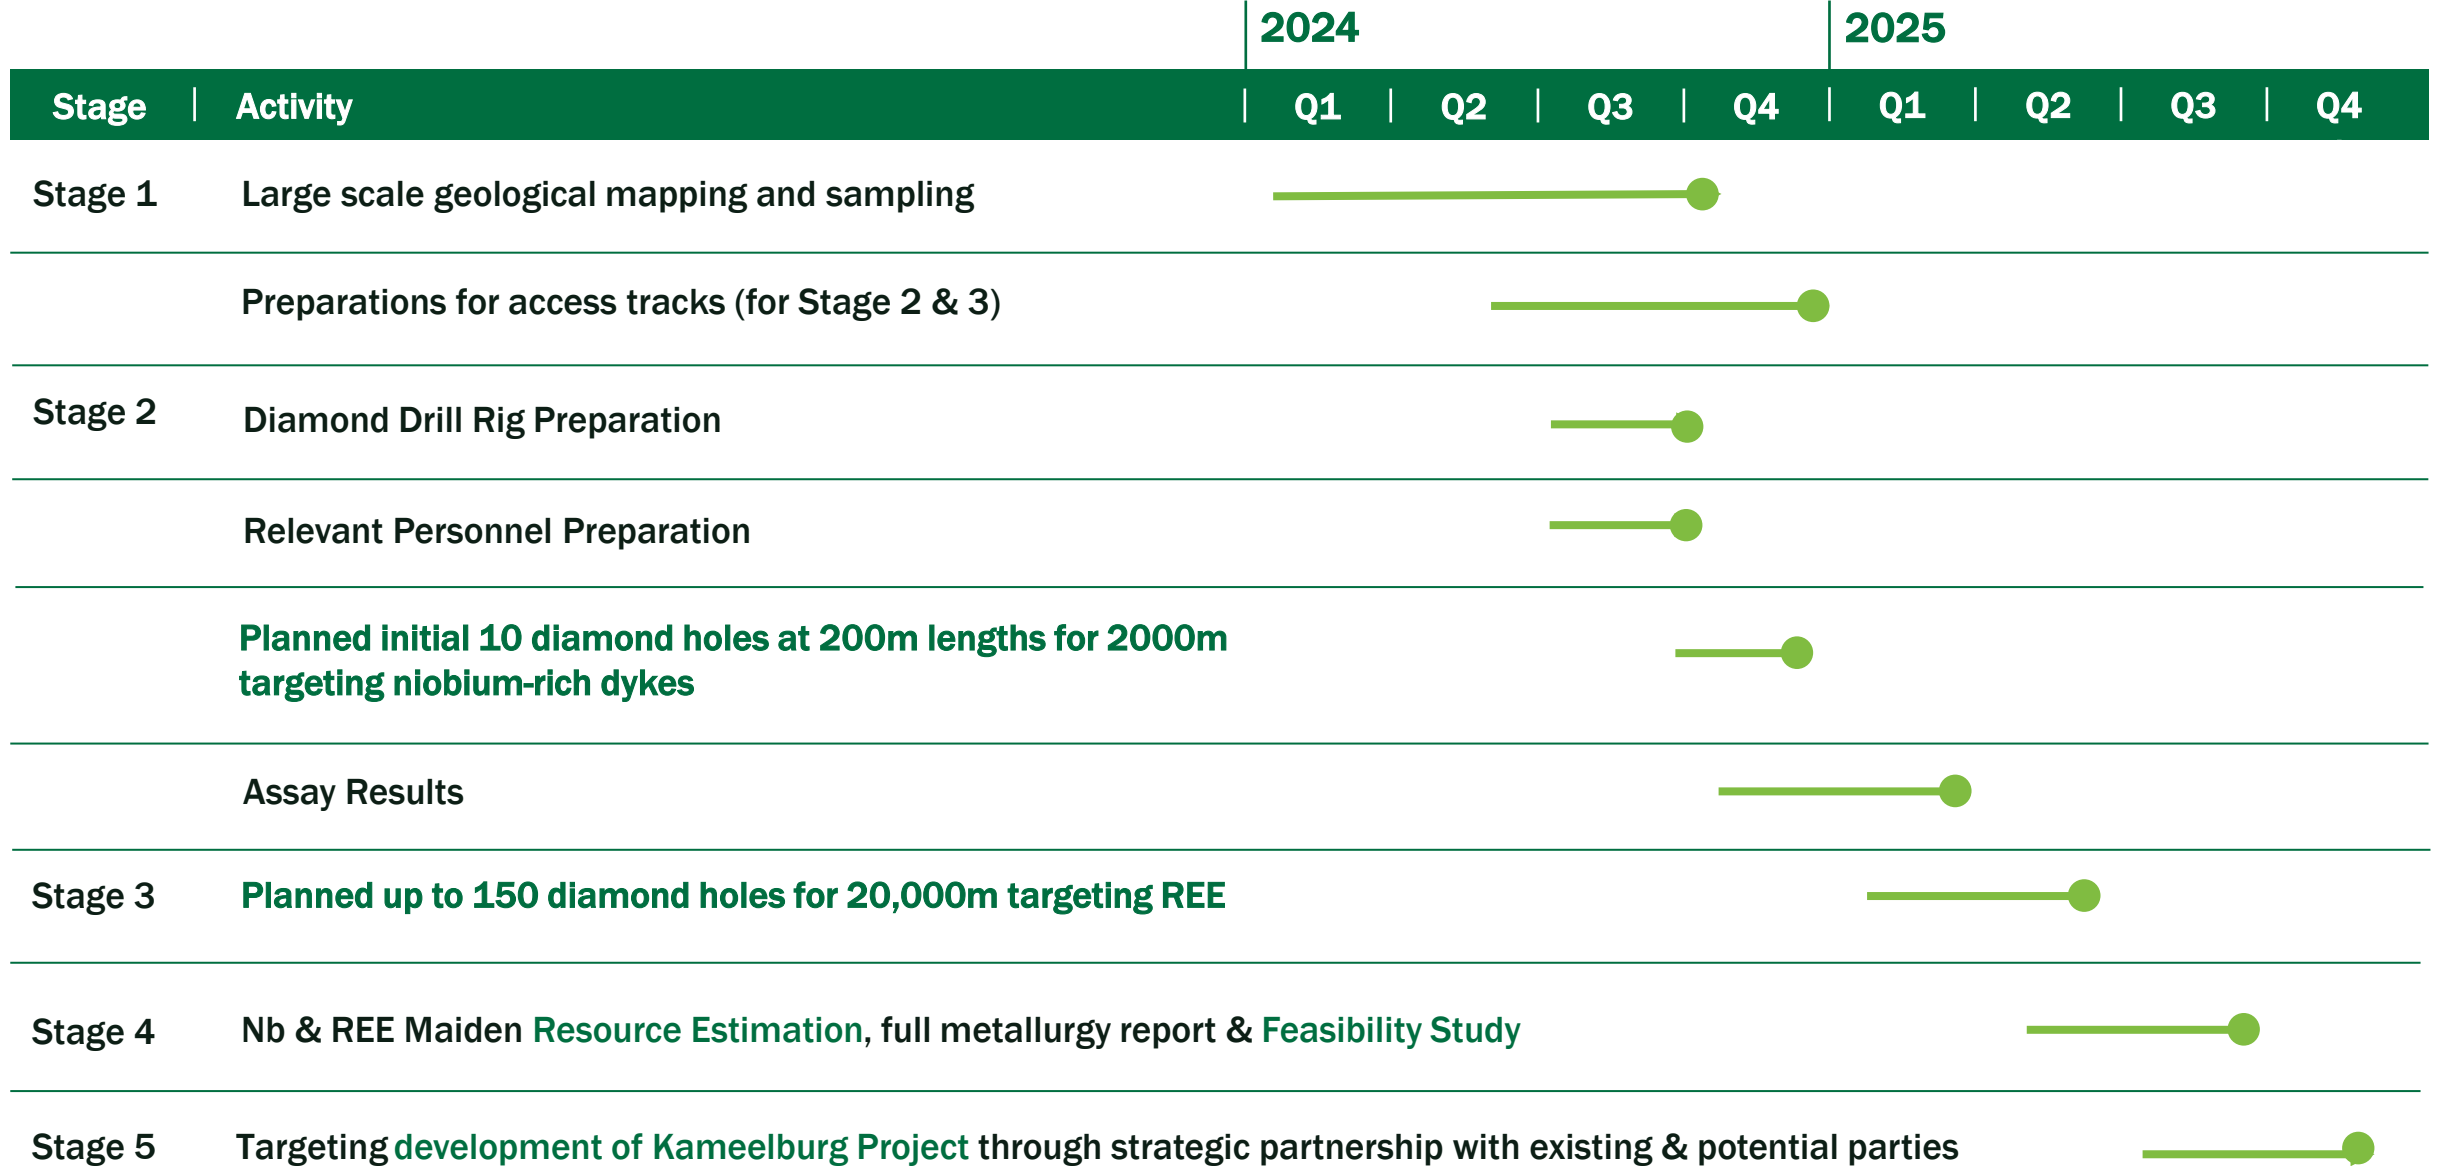 2024 2025
Stage Activity Q1 Q2 Q3 Q4 Q1 Q2 Q3 Q4
Stage 1 Large scale geological mapping and sampling
Preparations for access tracks (for Stage 2 & 3)
Stage 2 Diamond Drill Rig Preparation
Relevant Personnel Preparation
Planned initial 10 diamond holes at 200m lengths for 2000m
targeting niobium-rich dykes
Assay Results
Stage 3 Planned up to 150 diamond holes for 20,000m targeting REE
Stage 4 Nb & REE Maiden Resource Estimation, full metallurgy report & Feasibility Study
Stage 5 Targeting development of Kameelburg Project through strategic partnership with existing & potential parties